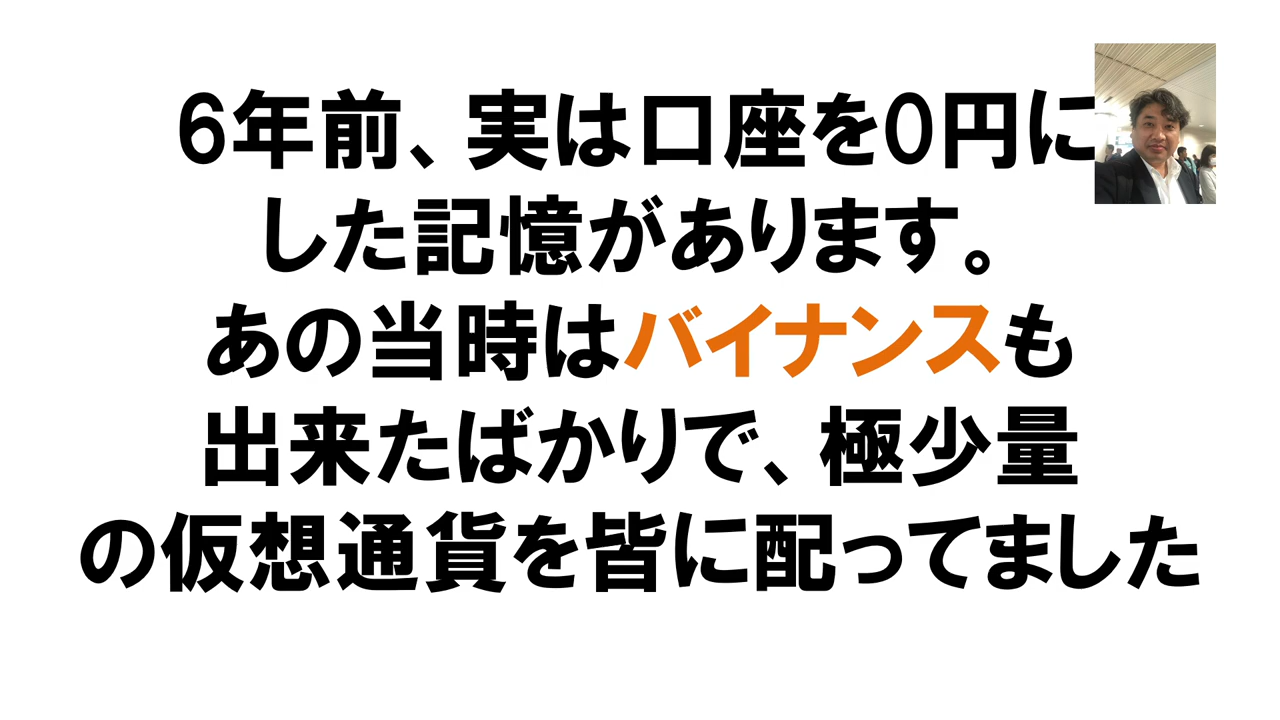 6年前、実は口座を0円に
した記憶があります。
あの当時はバイナンスも
出来たばかりで、極少量
の仮想通貨を皆に配ってました